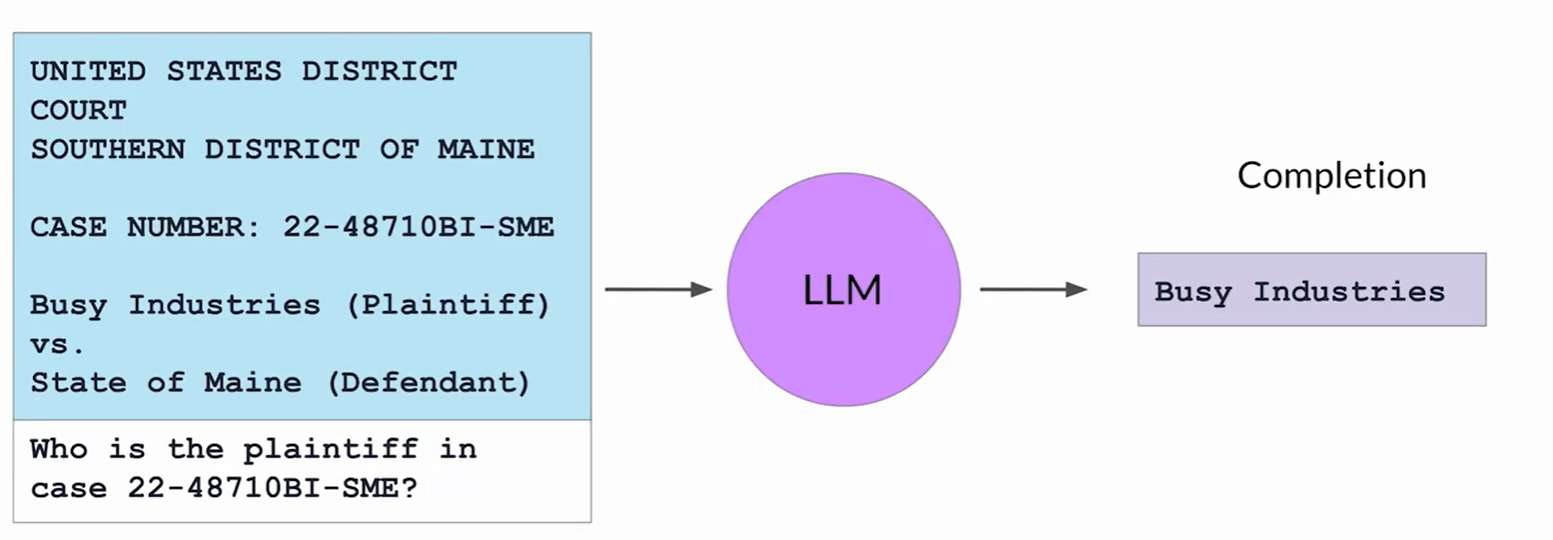 UNITED STATES DISTRICT
COURT
SOUTHERN DISTRICT OF MAINE
CASE NUMBER: 22-48710BI-SME
Busy Industries (Plaintiff)
vs.
State of Maine (Defendant)
Who is the plaintiff in
case 22-48710BI-SME?
LLM
Completion
Busy Industries